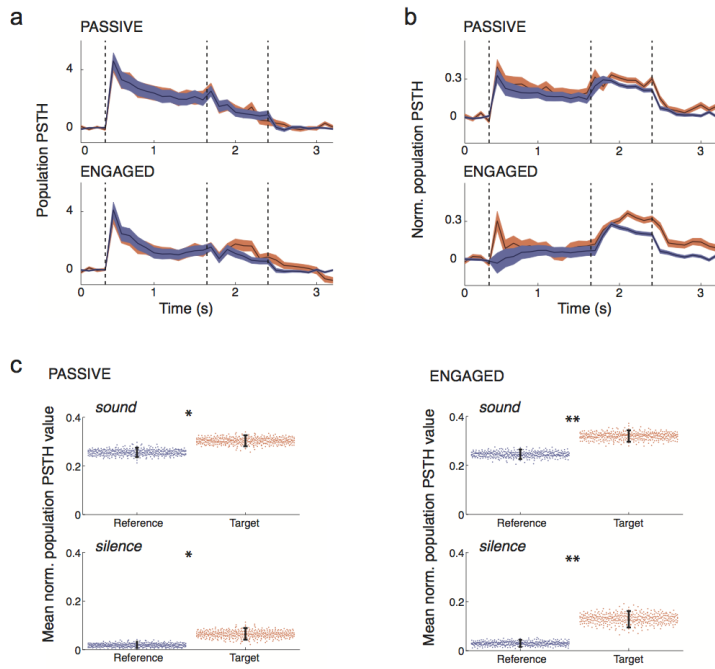 a
PASSIVE
Population PSTH
4
0
0 1 2 3
ENGAGED
4
0
0 1 2 3
Time (s)
b
PASSIVE
Norm. population PSTH
0.3
0
0 1 2 3
ENGAGED
0.3
0
0 1 2 3
Time (s)
c
PASSIVE
Mean norm. population PSTH value
sound
*
0.4
0.2
0
Reference Target
silence
*
0.4
0.2
0
Reference Target
ENGAGED
Mean norm. population PSTH value
sound
**
0.4
0.2
0
Reference Target
silence
**
0.4
0.2
0
Reference Target